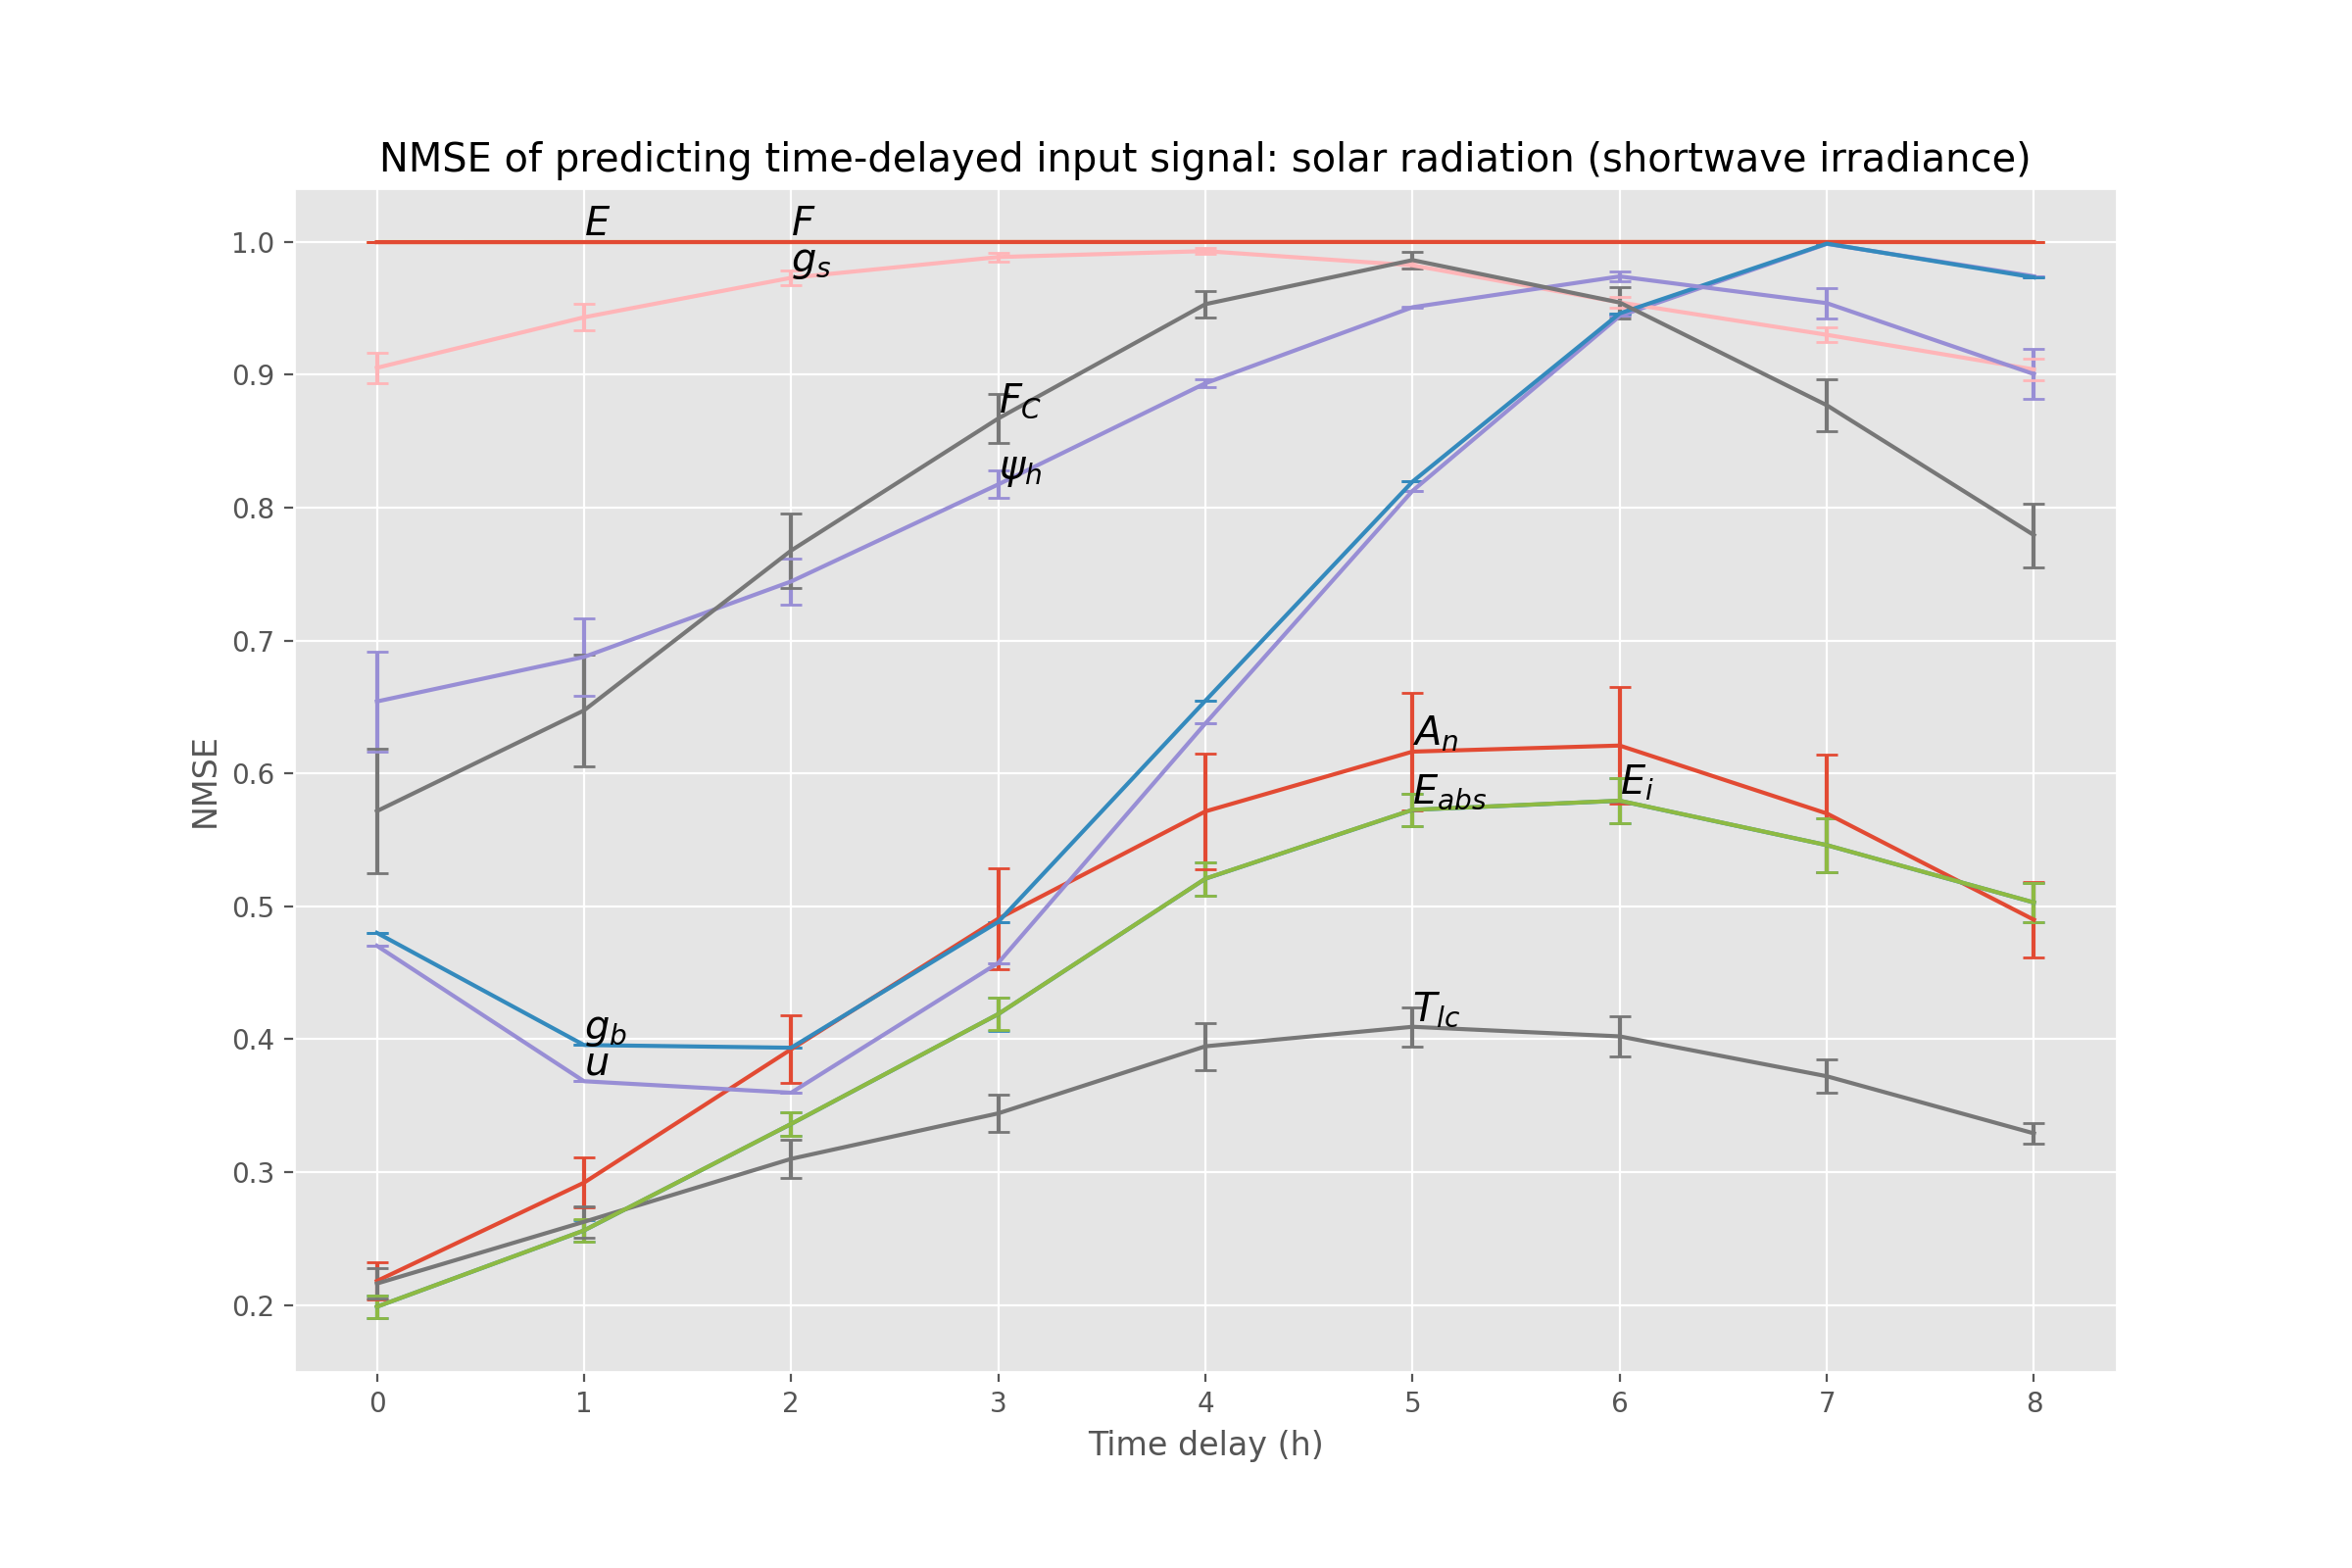 NMSE of predicting time-delayed input signal: solar radiation (shortwave irradiance)
NMSE
1.0
0.9
0.8
0.7
0.6
0.5
0.4
0.3
0.2
E
F
g_s
F_C
ψ_h
A_n
E_abs
E_i
T_lc
g_b
u
0 1 2 3 4 5 6 7 8
Time delay (h)